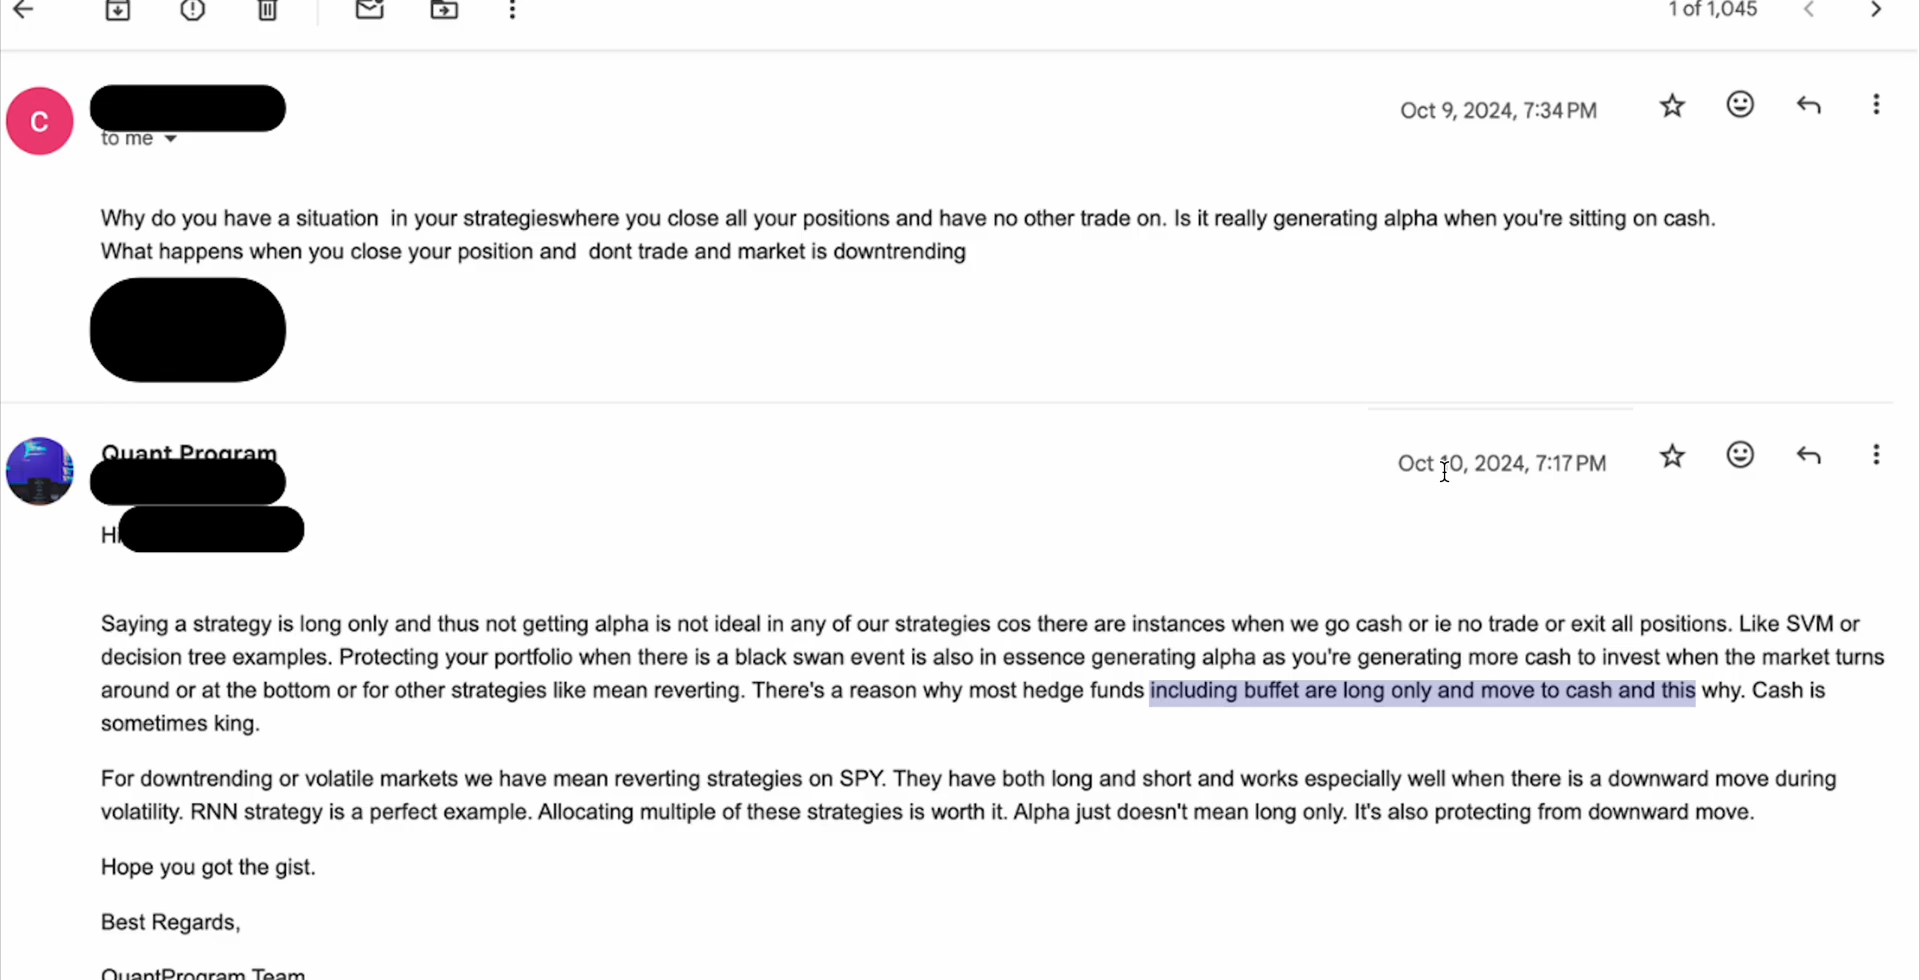 1 of 1,045
C
Oct 9, 2024, 7:34 PM
to me
Why do you have a situation  in your strategieswhere you close all your positions and have no other trade on. Is it really generating alpha when you're sitting on cash.
What happens when you close your position and  dont trade and market is downtrending
Quant Program
Oct 10, 2024, 7:17 PM
Hi
Saying a strategy is long only and thus not getting alpha is not ideal in any of our strategies cos there are instances when we go cash or ie no trade or exit all positions. Like SVM or
decision tree examples. Protecting your portfolio when there is a black swan event is also in essence generating alpha as you're generating more cash to invest when the market turns
around or at the bottom or for other strategies like mean reverting. There's a reason why most hedge funds including buffet are long only and move to cash and this why. Cash is
sometimes king.
For downtrending or volatile markets we have mean reverting strategies on SPY. They have both long and short and works especially well when there is a downward move during
volatility. RNN strategy is a perfect example. Allocating multiple of these strategies is worth it. Alpha just doesn't mean long only. It's also protecting from downward move.
Hope you got the gist.
Best Regards,
QuantProgram Team